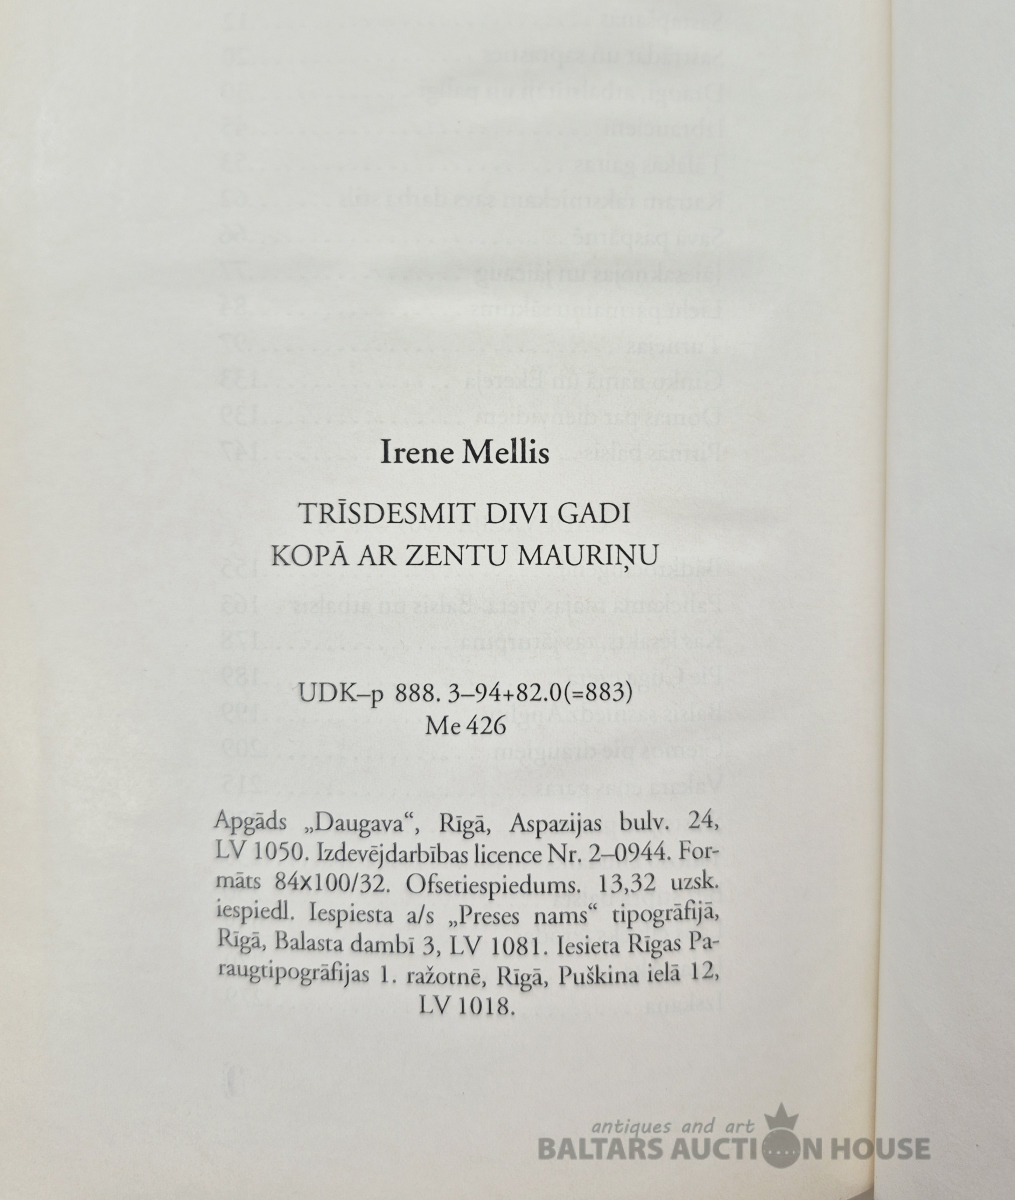 Irene Mellis
TRĪSDESMIT DIVI GADI
KOPĀ AR ZENTU MAURIŅU
UDK–p 888. 3–94+82.0(=883)
Me 426
Apgāds „Daugava“, Rīgā, Aspazijas bulv. 24,
LV 1050. Izdevējdarbības licence Nr. 2–0944. For-
māts 84x100/32. Ofsetiespiedums. 13,32 uzsk.
iespiedl. Iespiesta a/s „Preses nams“ tipogrāfijā,
Rīgā, Balasta dambī 3, LV 1081. Iesieta Rīgas Pa-
raugtipogrāfijas 1. ražotnē, Rīgā, Puškina ielā 12,
LV 1018.
antiques and art
BALTARS AUCTION HOUSE